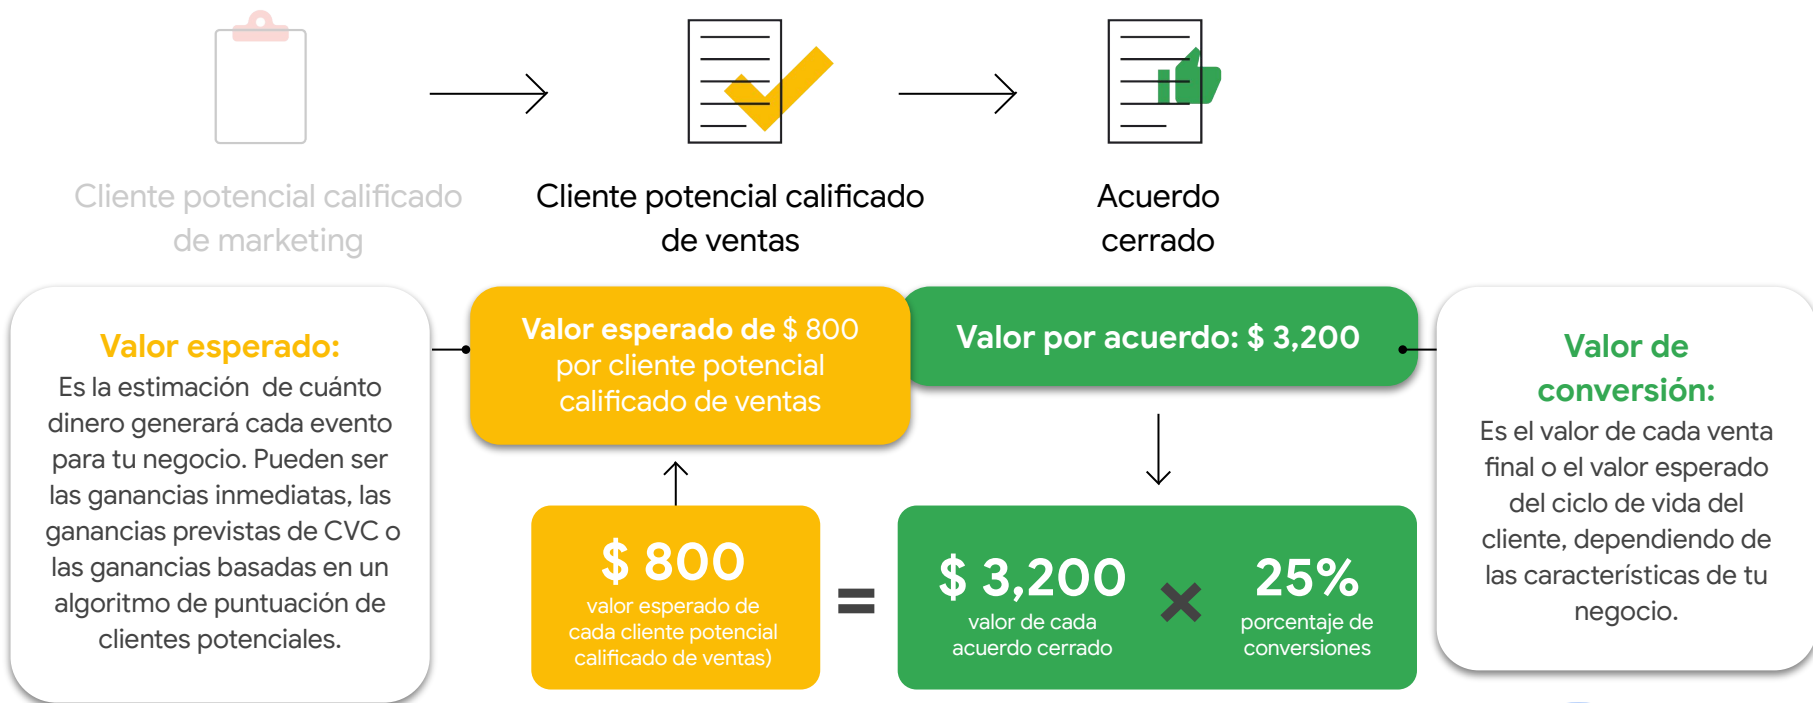 Cliente potencial calificado
de marketing
Cliente potencial calificado
de ventas
Acuerdo
cerrado
Valor esperado:
Es la estimación de cuánto
dinero generará cada evento
para tu negocio. Pueden ser
las ganancias inmediatas, las
ganancias previstas de CVC o
las ganancias basadas en un
algoritmo de puntuación de
clientes potenciales.
Valor esperado de $ 800
por cliente potencial
calificado de ventas
Valor por acuerdo: $ 3,200
Valor de
conversión:
Es el valor de cada venta
final o el valor esperado
del ciclo de vida del
cliente, dependiendo de
las características de tu
negocio.
$ 800
valor esperado de
cada cliente potencial
calificado de ventas)
=
$ 3,200
valor de cada
acuerdo cerrado
×
25%
porcentaje de
conversiones